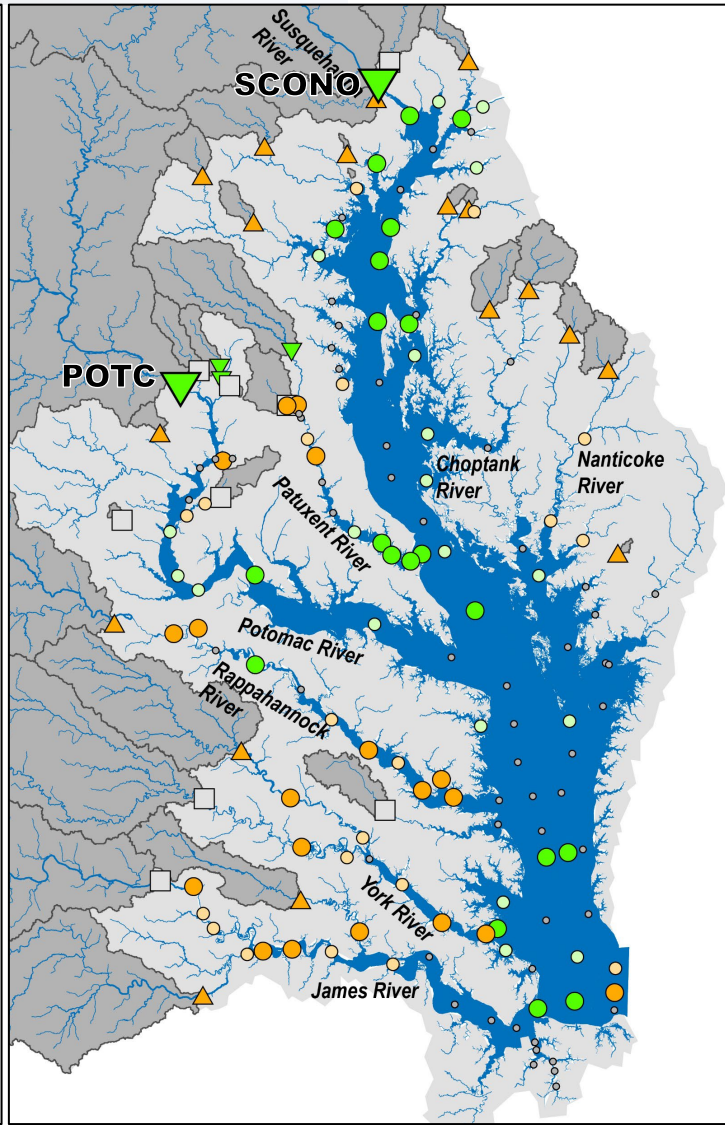 Susquehanna
River
SCONO
POTC
Choptank
River
Nanticoke
River
Patuxent River
Potomac River
Rappahannock
River
York River
James River